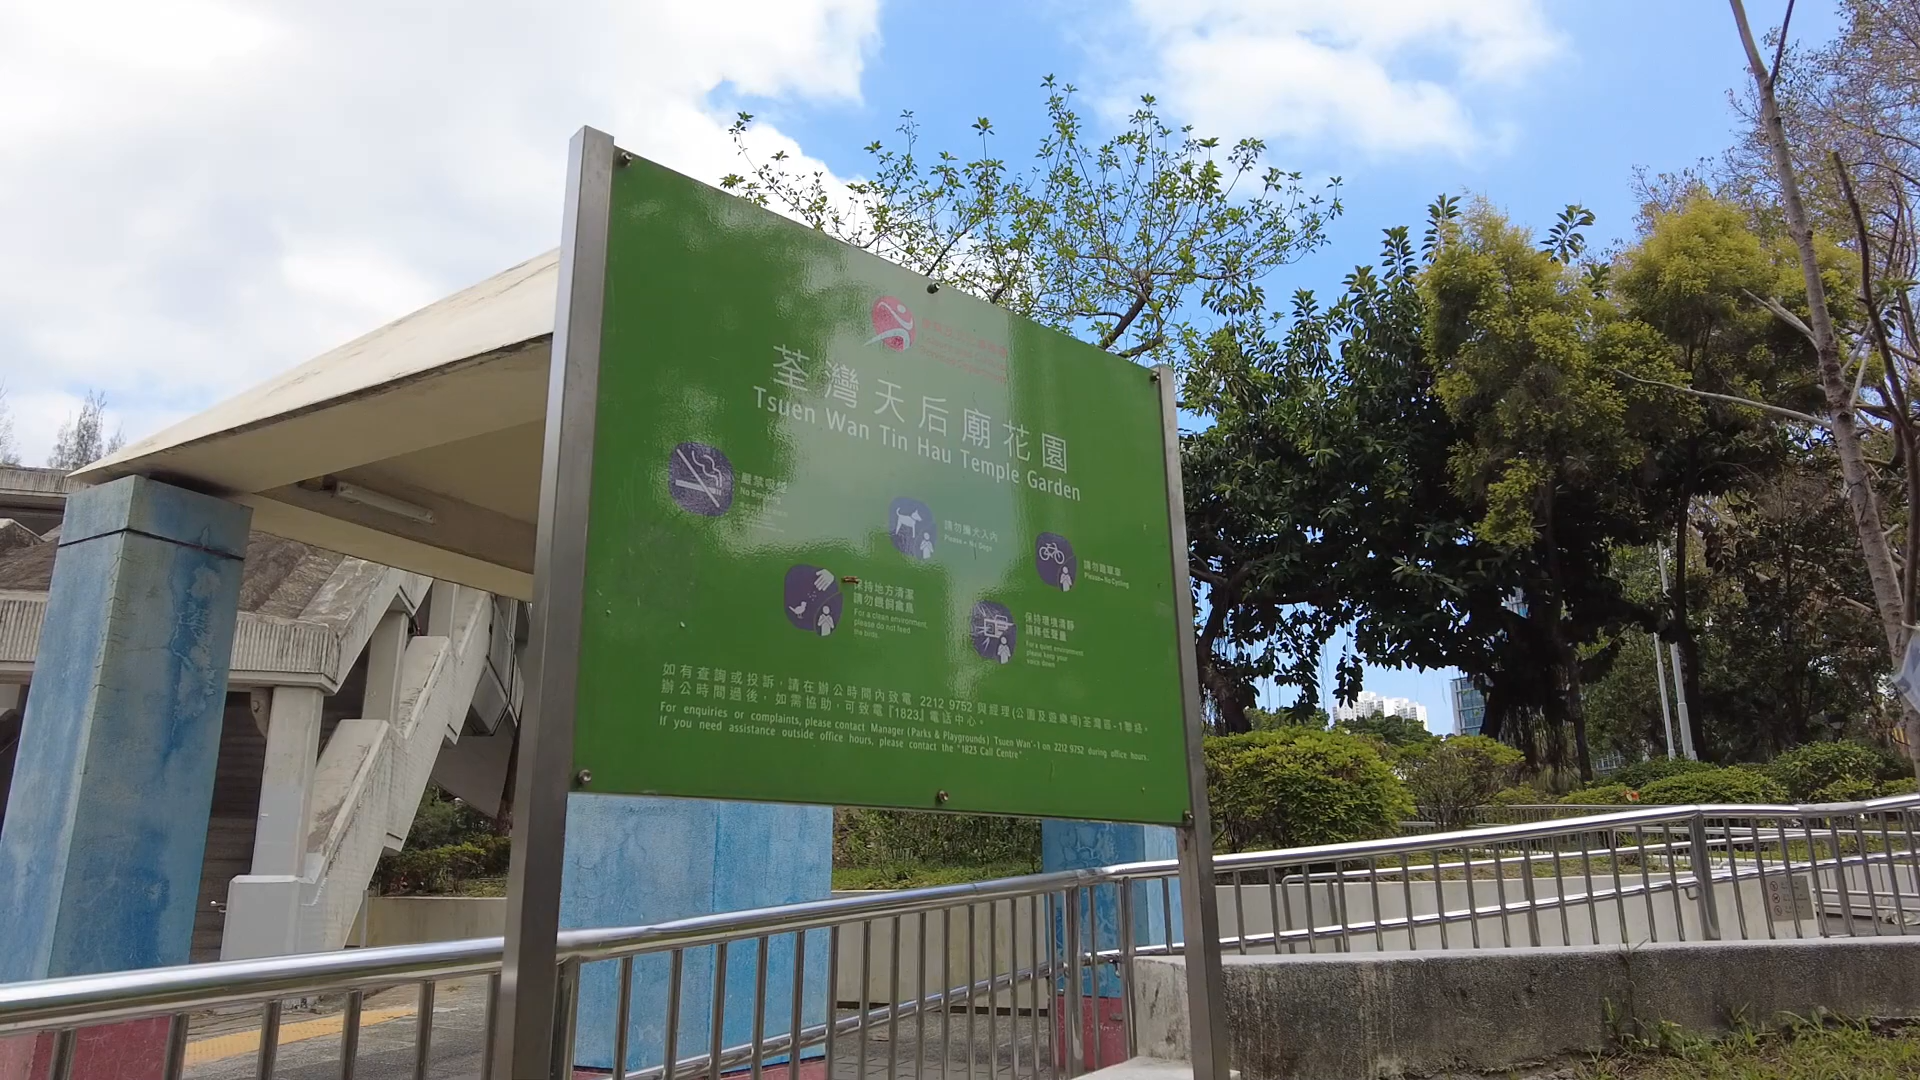 荃灣天后廟花園
Tsuen Wan Tin Hau Temple Garden
嚴禁吸煙
No Smoking
請勿攜犬入內
Please – No Dogs
請勿踏單車
Please – No Cycling
保持地方清潔
請勿餵飼禽鳥
For a clean environment,
please do not feed
the birds.
保持環境清靜
請降低聲量
For a quiet environment
please keep your
voice down
如有查詢或投訴，請在辦公時間內致電 2212 9752 與經理(公園及遊樂場)荃灣區-1聯絡。
辦公時間過後，如需協助，可致電『1823』電話中心。
For enquiries or complaints, please contact Manager (Parks & Playgrounds) Tsuen Wan'-1 on 2212 9752 during office hours.
If you need assistance outside office hours, please contact the "1823 Call Centre".